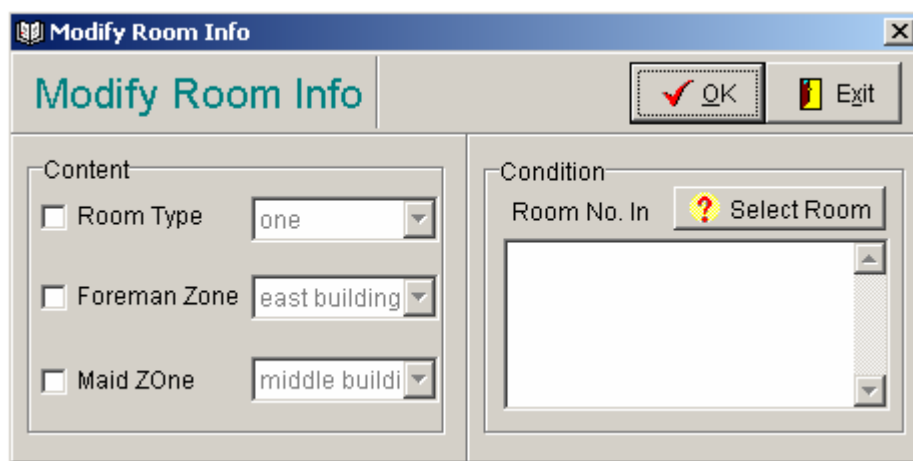 Modify Room Info
Modify Room Info
OK
Exit
Content
Room Type
one
Foreman Zone
east building
Maid ZOne
middle buildi
Condition
Room No. In
? Select Room